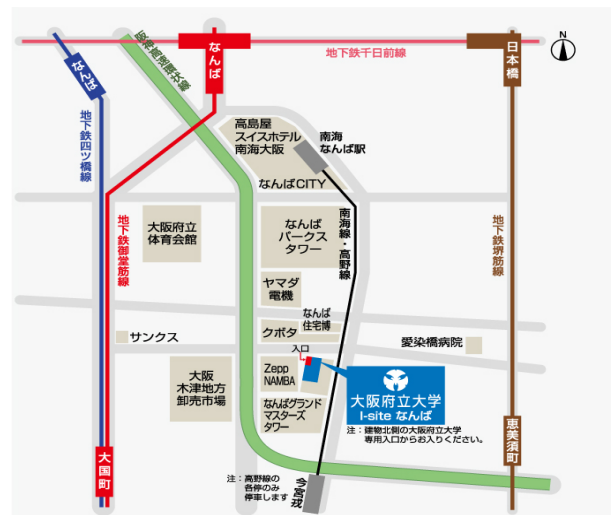 地下鉄千日前線
なんば
なんば
日本橋
N
阪神高速環状線
地下鉄四ツ橋線
高島屋
スイスホテル
南海大阪
南海
なんば駅
なんばCITY
地下鉄御堂筋線
大阪府立
体育会館
なんば
パークス
タワー
南海線・高野線
地下鉄堺筋線
ヤマダ
電機
なんば
住宅博
クボタ
サンクス
入口
愛染橋病院
大阪
木津地方
卸売市場
Zepp
NAMBA
大阪府立大学
I-site なんば
なんばグランド
マスターズ
タワー
注：建物北側の大阪府立大学
専用入口からお入りください。
大国町
恵美須町
注：高野線の
各停のみ
停車します
今宮戎